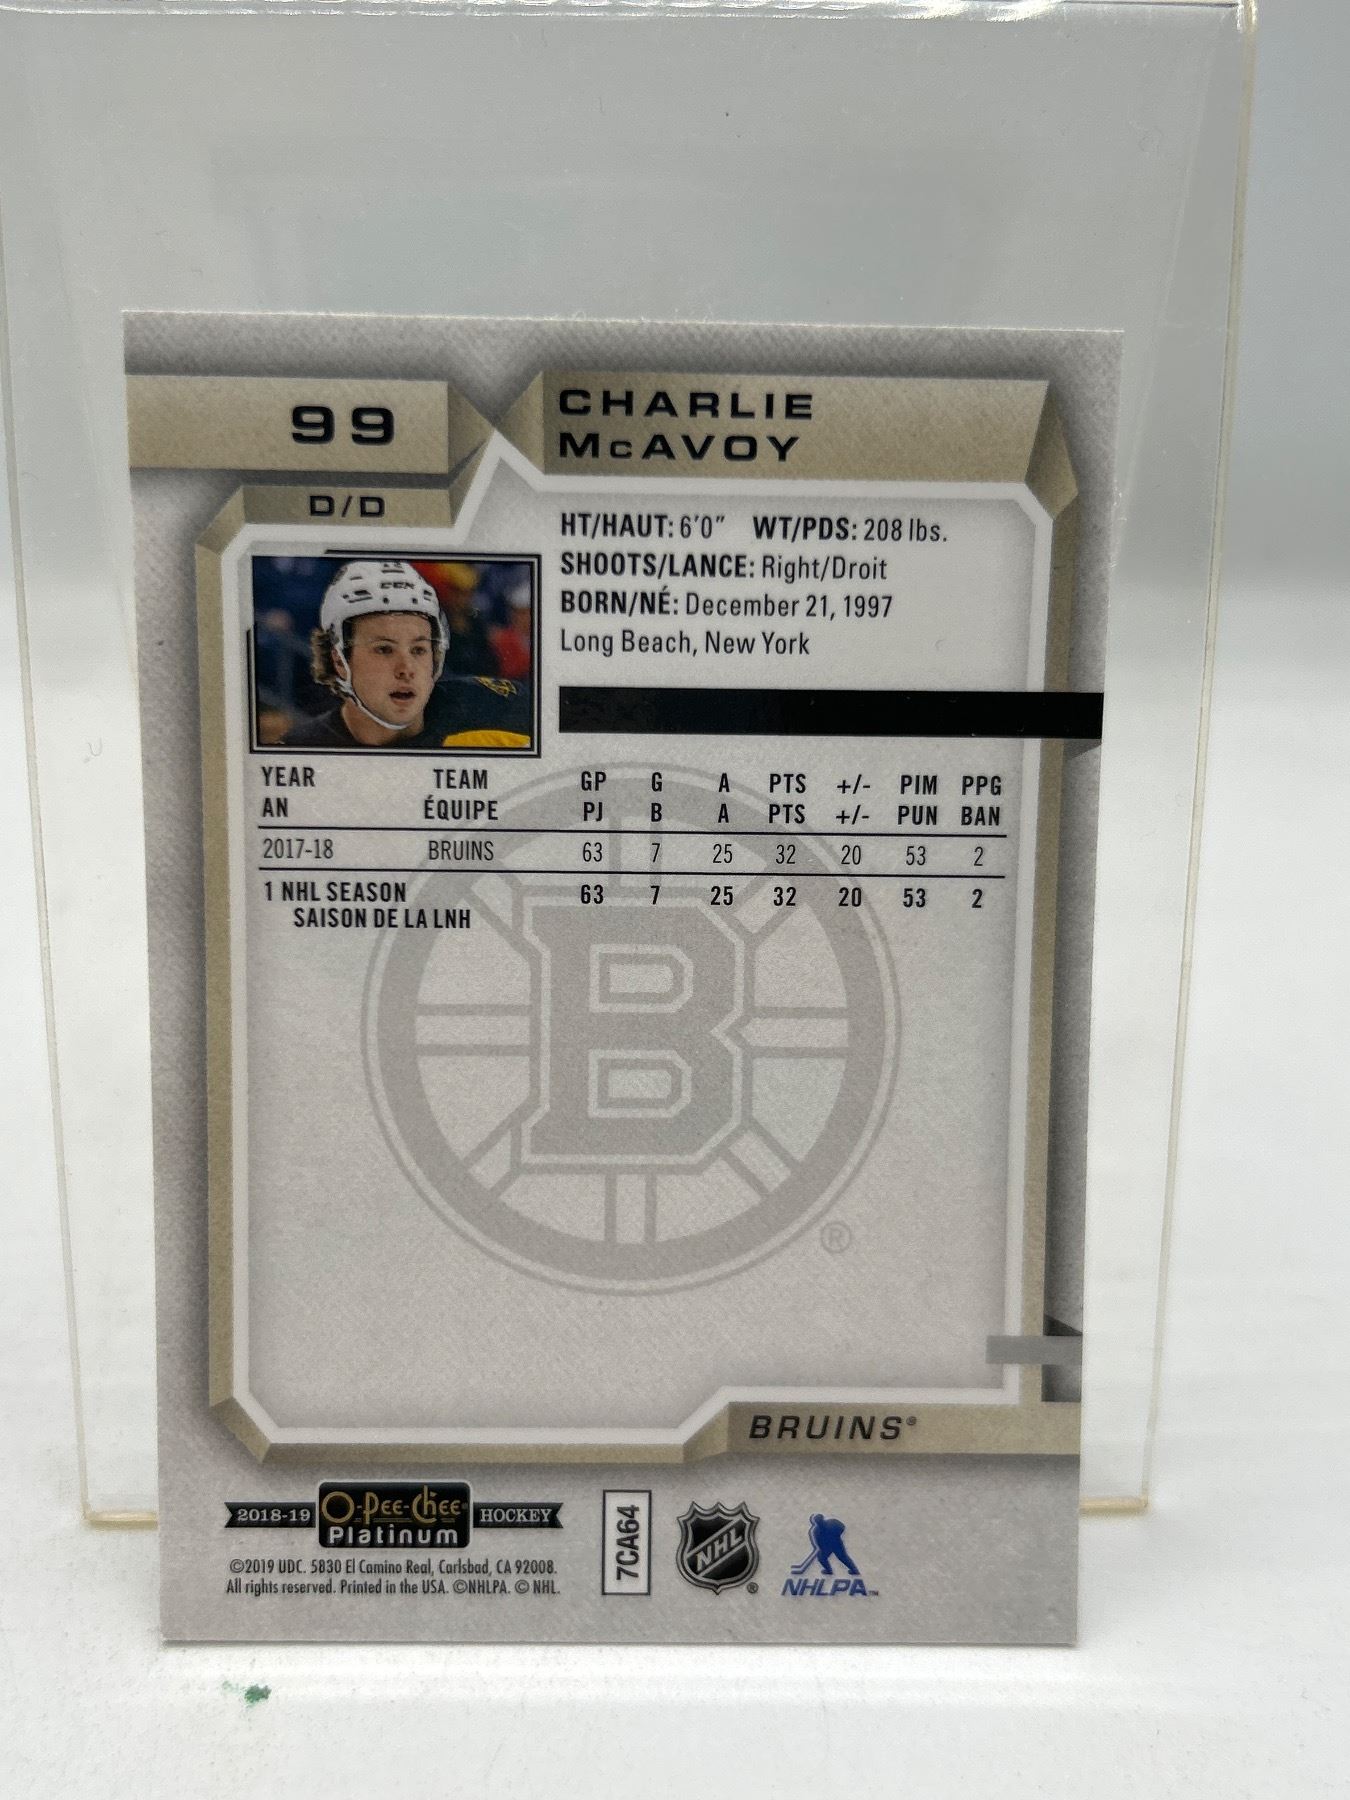 99
CHARLIE
McAVOY
D/D
HT/HAUT: 6'0" WT/PDS: 208 lbs.
SHOOTS/LANCE: Right/Droit
BORN/NÉ: December 21, 1997
Long Beach, New York
CCM
YEAR TEAM GP G A PTS +/- PIM PPG
AN ÉQUIPE PJ B A PTS +/- PUN BAN
2017-18 BRUINS 63 7 25 32 20 53 2
1 NHL SEASON 63 7 25 32 20 53 2
SAISON DE LA LNH
B
®
BRUINS®
2018-19 O-Pee-Chee Platinum HOCKEY
©2019 UDC. 5830 El Camino Real, Carlsbad, CA 92008.
All rights reserved. Printed in the USA. ©NHLPA. © NHL.
7CA64
NHL ®
NHLPA™